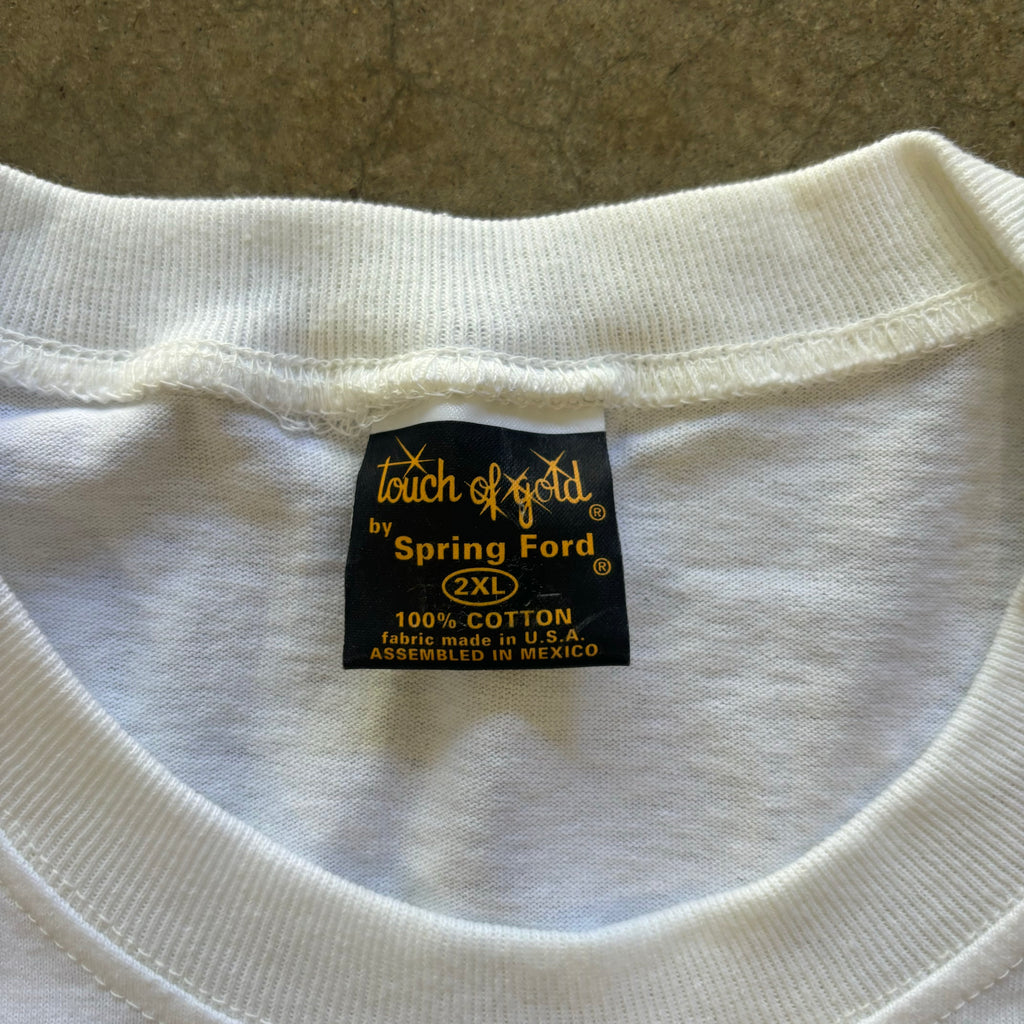 touch of gold ®
by
Spring Ford ®
2XL
100% COTTON
fabric made in U.S.A.
ASSEMBLED IN MEXICO